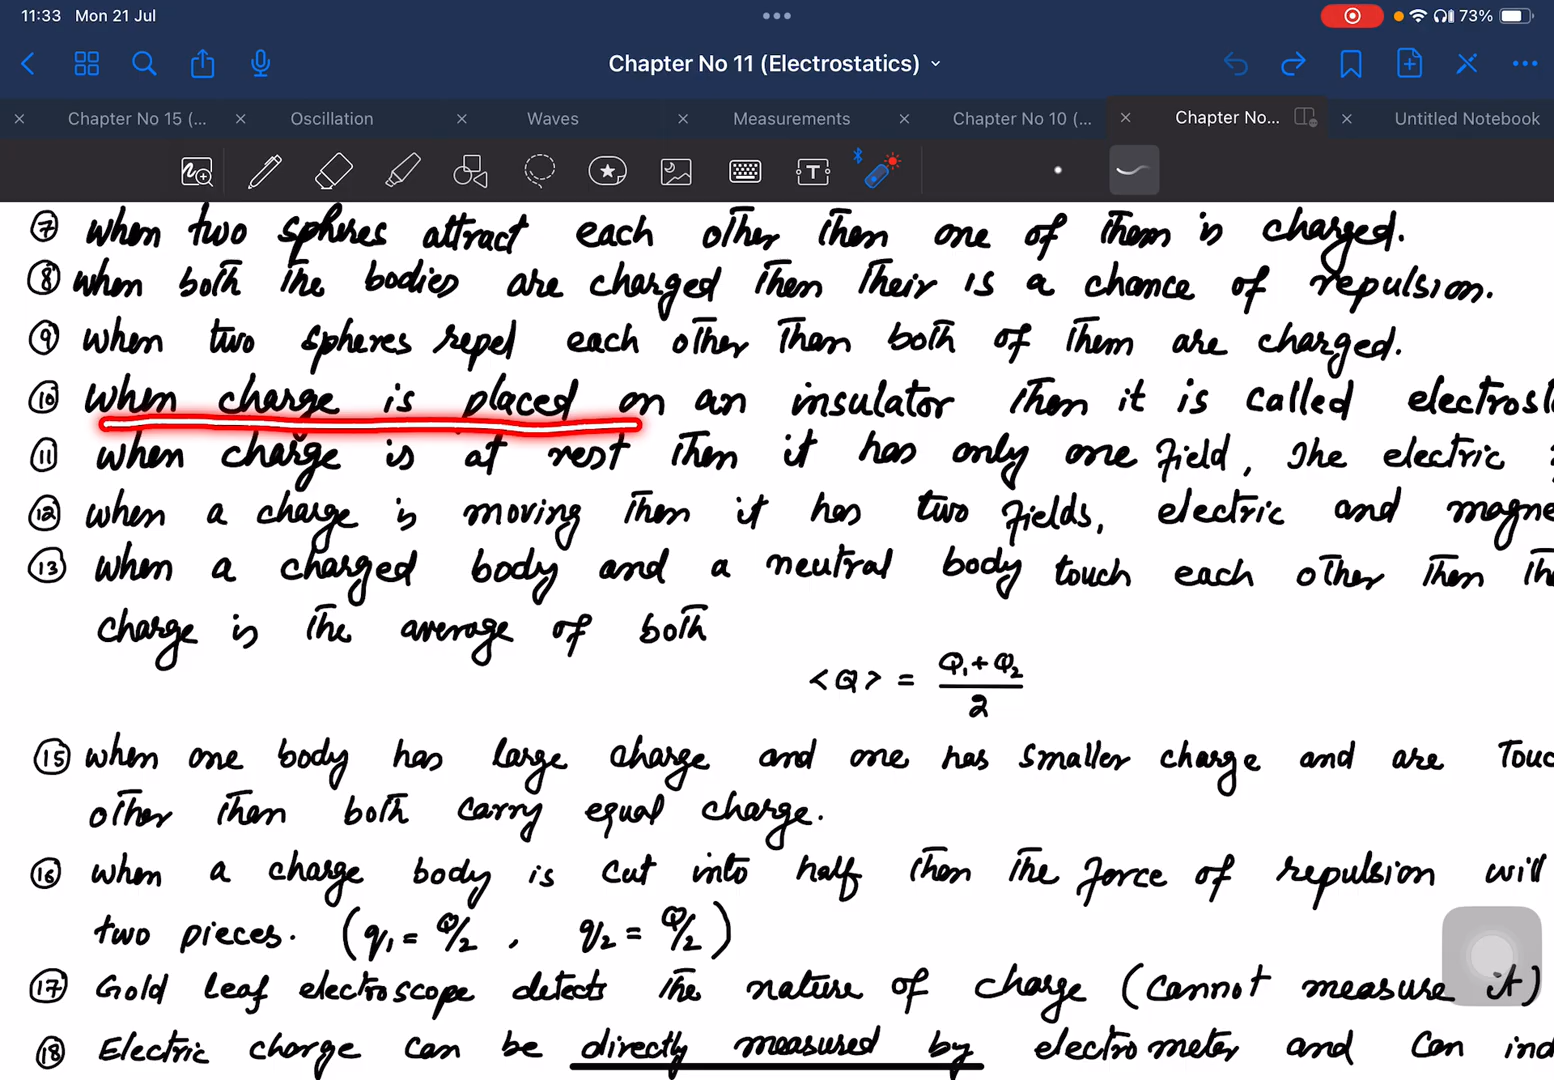 11:33 Mon 21 Jul
73%
Chapter No 11 (Electrostatics)
Chapter No 15 (...
Oscillation
Waves
Measurements
Chapter No 10 (...
Chapter No...
Untitled Notebook
T
(7) when two spheres attract each other then one of them is charged.
(8) when both the bodies are charged then their is a chance of repulsion.
(9) when two spheres repel each other than both of them are charged.
(10) when charge is placed on an insulator then it is called electrost
(11) when charge is at rest then it has only one field, The electric
(12) when a charge is moving then it has two fields, electric and magne
(13) when a charged body and a neutral body touch each other then th
charge is the average of both
<Q> = Q₁+Q₂/2
(15) when one body has large charge and one has smaller charge and are touc
other then both carry equal charge.
(16) when a charge body is cut into half then the force of repulsion will
two pieces. (q₁ = Q/2 , q₂ = Q/2)
(17) Gold leaf electroscope detects the nature of charge (cannot measure it)
(18) Electric charge can be directly measured by electrometer and can ind